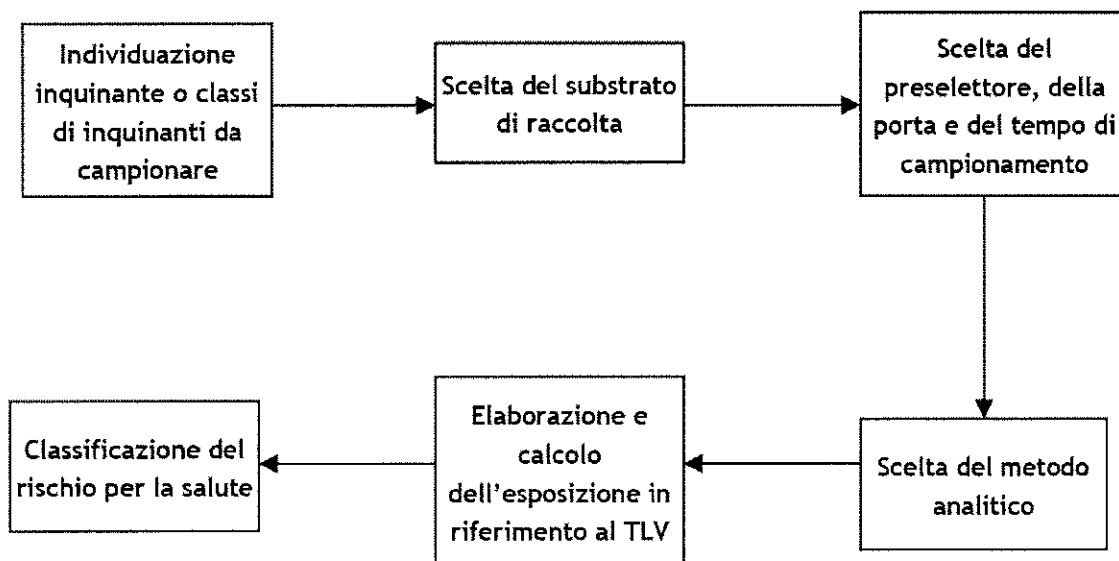 Individuazione
inquinante o classi
di inquinanti da
campionare
Scelta del substrato
di raccolta
Scelta del
preselettore, della
porta e del tempo di
campionamento
Scelta del metodo
analitico
Elaborazione e
calcolo
dell'esposizione in
riferimento al TLV
Classificazione del
rischio per la salute